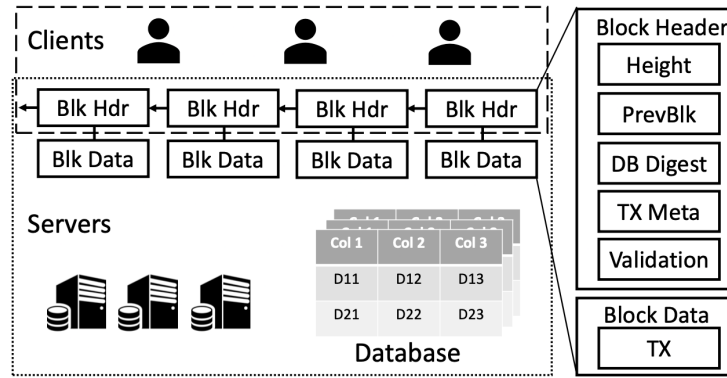 Clients
Blk Hdr Blk Hdr Blk Hdr Blk Hdr
Blk Data Blk Data Blk Data Blk Data
Servers
Col 1 Col 2 Col 3
D11 D12 D13
D21 D22 D23
Database
Block Header
Height
PrevBlk
DB Digest
TX Meta
Validation
Block Data
TX